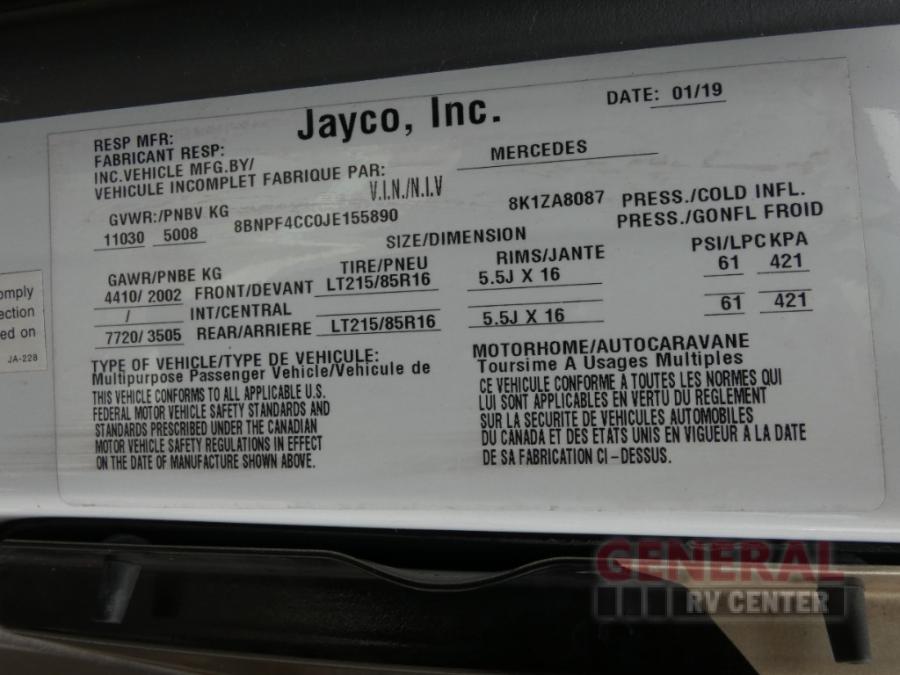 Jayco, Inc.
DATE: 01/19
RESP MFR:
FABRICANT RESP:
INC.VEHICLE MFG.BY/
VEHICULE INCOMPLET FABRIQUE PAR:
MERCEDES
V.I.N./N.I.V
GVWR:/PNBV KG
11030 5008
8BNPF4CC0JE155890
8K1ZA8087
PRESS./COLD INFL.
PRESS./GONFL FROID
SIZE/DIMENSION
GAWR/PNBE KG TIRE/PNEU RIMS/JANTE PSI/LPC KPA
4410/ 2002 FRONT/DEVANT LT215/85R16 5.5J X 16 61 421
/ INT/CENTRAL
7720/ 3505 REAR/ARRIERE LT215/85R16 5.5J X 16 61 421
TYPE OF VEHICLE/TYPE DE VEHICULE:
Multipurpose Passenger Vehicle/Vehicule de
MOTORHOME/AUTOCARAVANE
Toursime A Usages Multiples
THIS VEHICLE CONFORMS TO ALL APPLICABLE U.S.
FEDERAL MOTOR VEHICLE SAFETY STANDARDS AND
STANDARDS PRESCRIBED UNDER THE CANADIAN
MOTOR VEHICLE SAFETY REGULATIONS IN EFFECT
ON THE DATE OF MANUFACTURE SHOWN ABOVE.
CE VEHICULE CONFORME A TOUTES LES NORMES QUI
LUI SONT APPLICABLES EN VERTU DU REGLEMENT
SUR LA SECURITE DE VEHICULES AUTOMOBILES
DU CANADA ET DES ETATS UNIS EN VIGUEUR A LA DATE
DE SA FABRICATION CI-DESSUS.
omply
ection
ed on
JA-228
GENERAL
RV CENTER